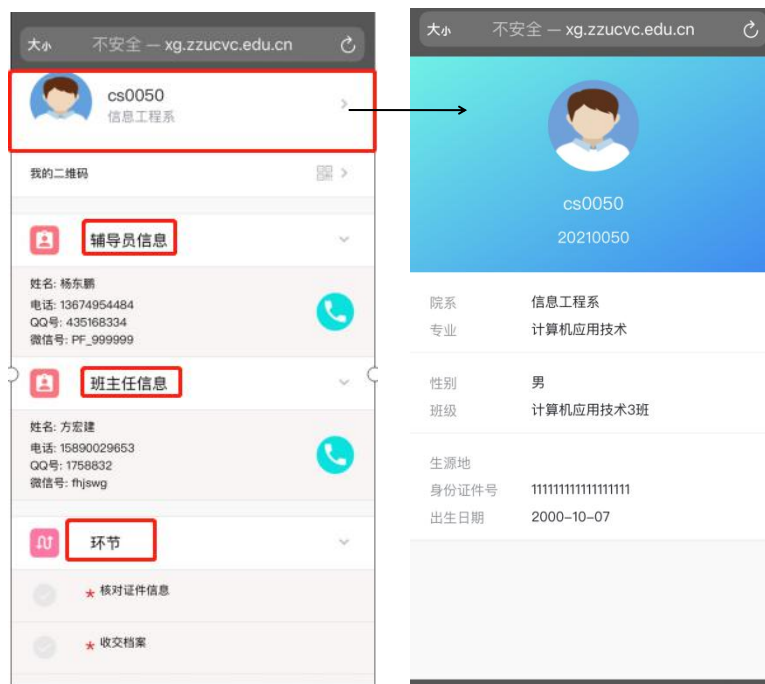 大小 不安全 — xg.zzucvc.edu.cn
cs0050
信息工程系
我的二维码
辅导员信息
姓名: 杨东鹏
电话: 13674954484
QQ号: 435168334
微信号: PF_999999
班主任信息
姓名: 方宏建
电话: 15890029653
QQ号: 1758832
微信号: fhjswg
环节
* 核对证件信息
* 收交档案
大小 不安全 — xg.zzucvc.edu.cn
cs0050
20210050
院系 信息工程系
专业 计算机应用技术
性别 男
班级 计算机应用技术3班
生源地
身份证件号 111111111111111111
出生日期 2000-10-07